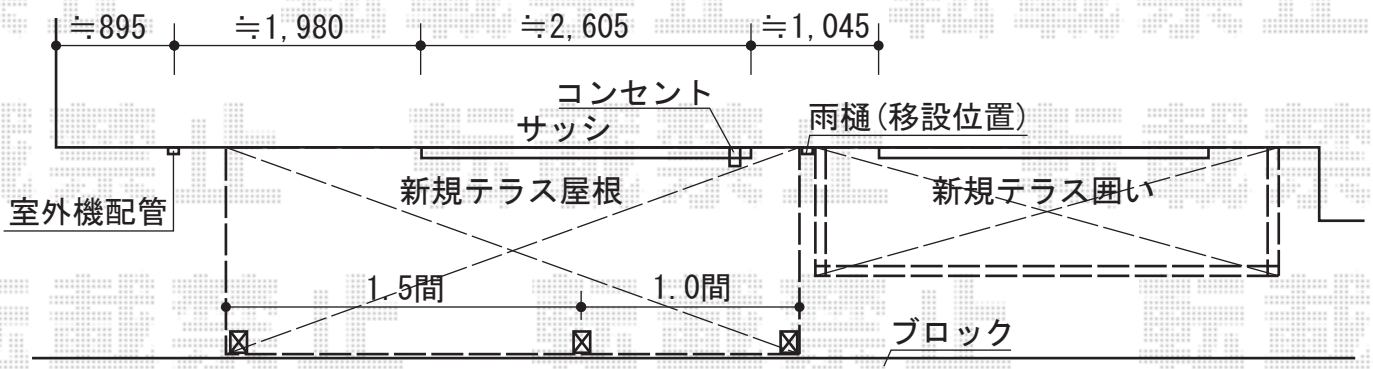 ≒895
≒1,980
≒2,605
≒1,045
コンセント
サッシ
雨樋(移設位置)
新規テラス屋根
新規テラス囲い
室外機配管
1.5間
1.0間
ブロック